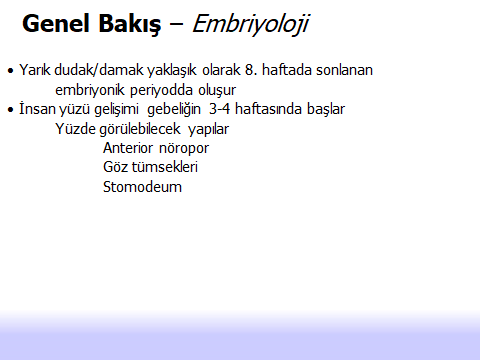 Genel Bakış – Embriyoloji
• Yarık dudak/damak yaklaşık olarak 8. haftada sonlanan
embriyonik periyodda oluşur
• İnsan yüzü gelişimi gebeliğin 3-4 haftasında başlar
Yüzde görülebilecek yapılar
Anterior nöropor
Göz tümsekleri
Stomodeum